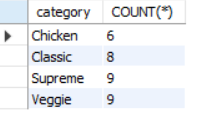 category COUNT(*)
Chicken 6
Classic 8
Supreme 9
Veggie 9